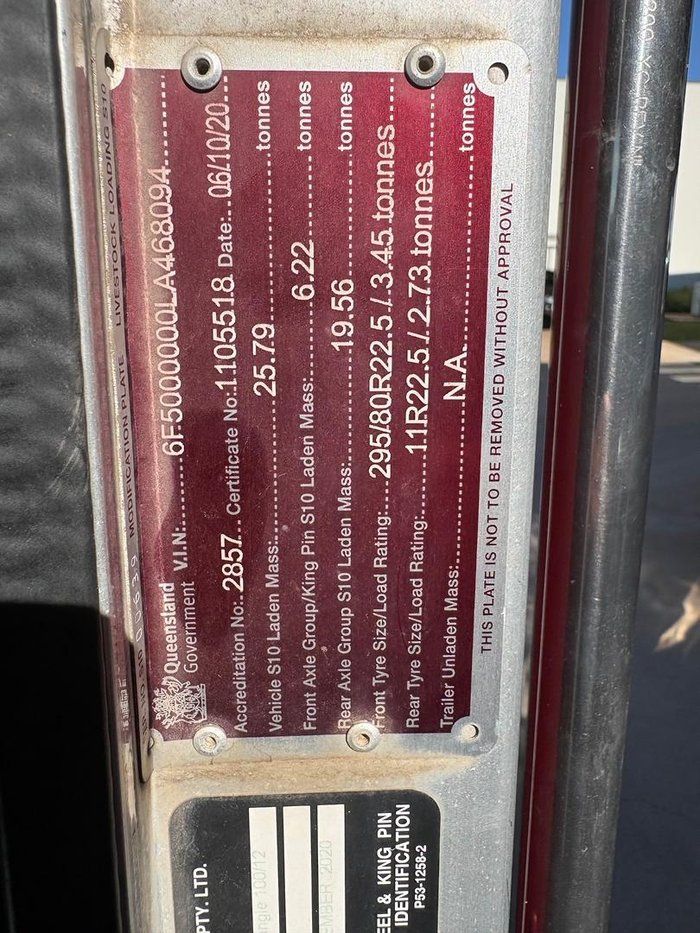 MODIFICATION PLATE LIVESTOCK LOADING S10
Queensland
Government
V.I.N:.........6F5000000LA468094......
Accreditation No:.2857... Certificate No:1105518 Date:..06/10/20...
Vehicle S10 Laden Mass:.....25.79.....tonnes
Front Axle Group/King Pin S10 Laden Mass:.....6.22.....tonnes
Rear Axle Group S10 Laden Mass:.....19.56.....tonnes
Front Tyre Size/Load Rating:....295/80R22.5 / 3.45 tonnes...
Rear Tyre Size/Load Rating:....11R22.5 / 2.73 tonnes...
Trailer Unladen Mass:.....N.A......tonnes
THIS PLATE IS NOT TO BE REMOVED WITHOUT APPROVAL
PTY. LTD.
100/12
EMBER 2020
EEL & KING PIN
IDENTIFICATION
P53-1258-2